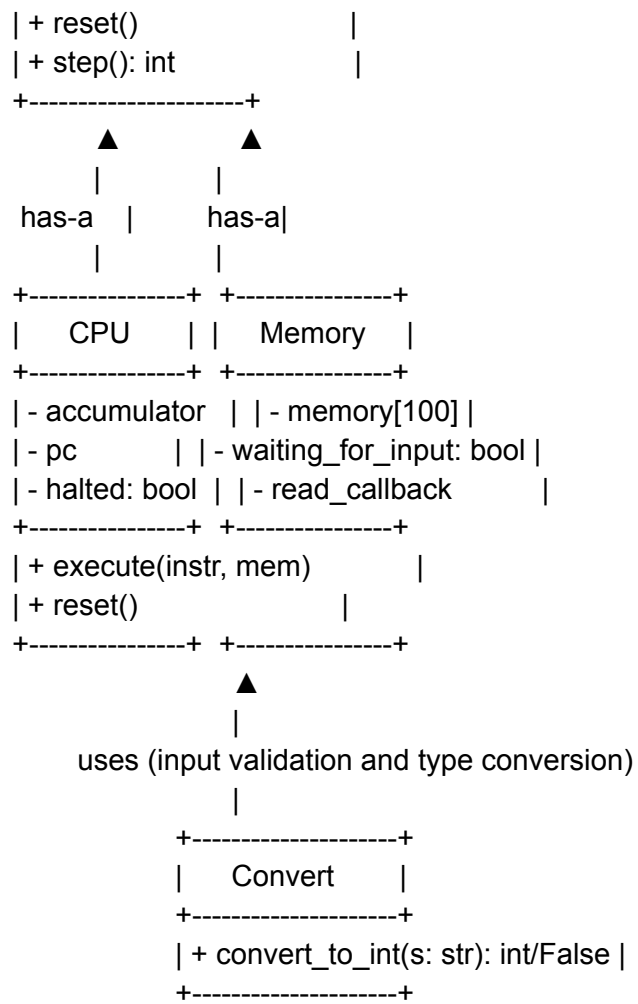 | + reset() |
| + step(): int |
+----------------------+
▲ ▲
| |
has-a | has-a|
| |
+----------------+ +----------------+
| CPU | | Memory |
+----------------+ +----------------+
| - accumulator | | - memory[100] |
| - pc | | - waiting_for_input: bool |
| - halted: bool | | - read_callback |
+----------------+ +----------------+
| + execute(instr, mem) |
| + reset() |
+----------------+ +----------------+
▲
|
uses (input validation and type conversion)
|
+---------------------+
| Convert |
+---------------------+
| + convert_to_int(s: str): int/False |
+---------------------+